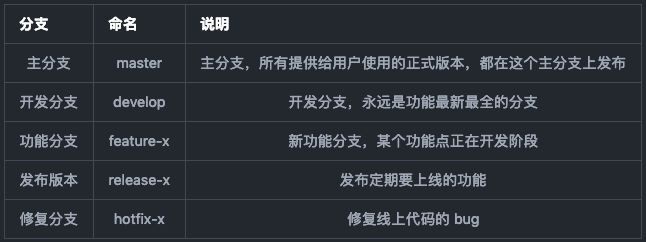 分支 命名 说明
主分支 master 主分支，所有提供给用户使用的正式版本，都在这个主分支上发布
开发分支 develop 开发分支，永远是功能最新最全的分支
功能分支 feature-x 新功能分支，某个功能点正在开发阶段
发布版本 release-x 发布定期要上线的功能
修复分支 hotfix-x 修复线上代码的 bug